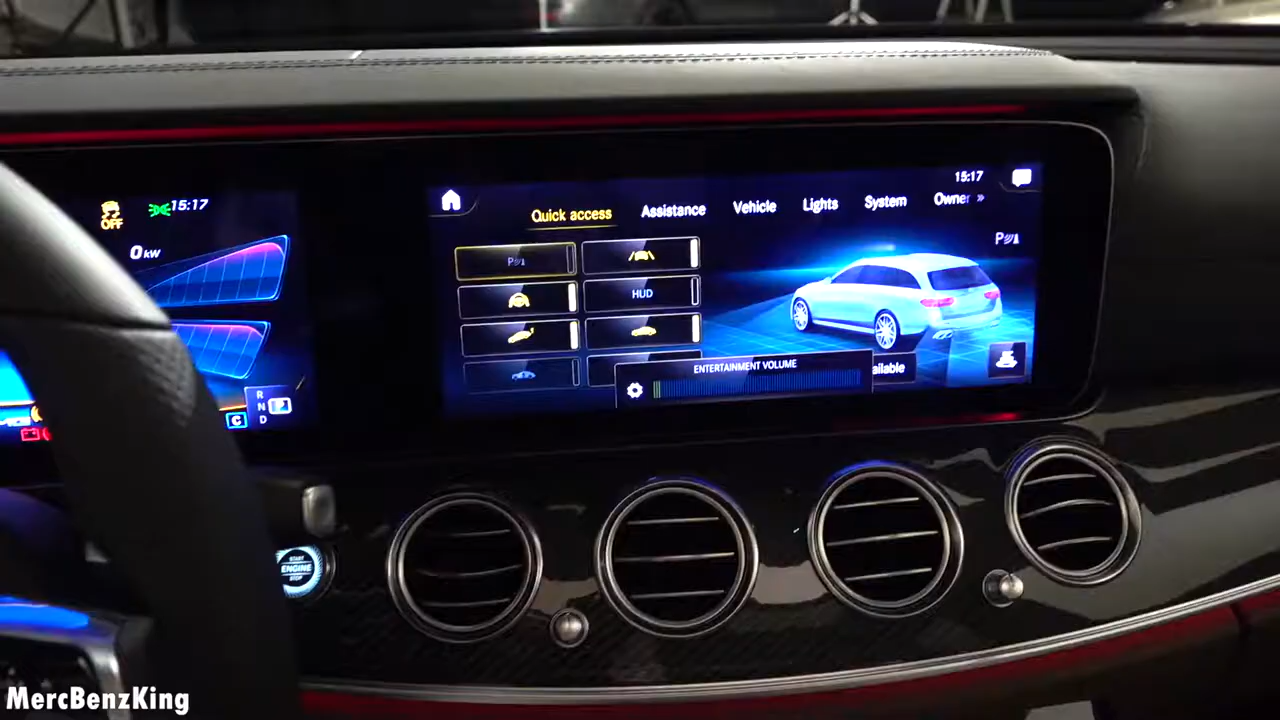 15:17
OFF
15:17
0 kW
Quick access
Assistance
Vehicle
Lights
System
Owner »
P
HUD
ENTERTAINMENT VOLUME
ailable
R
N P
D
C
START
ENGINE
STOP
MercBenzKing